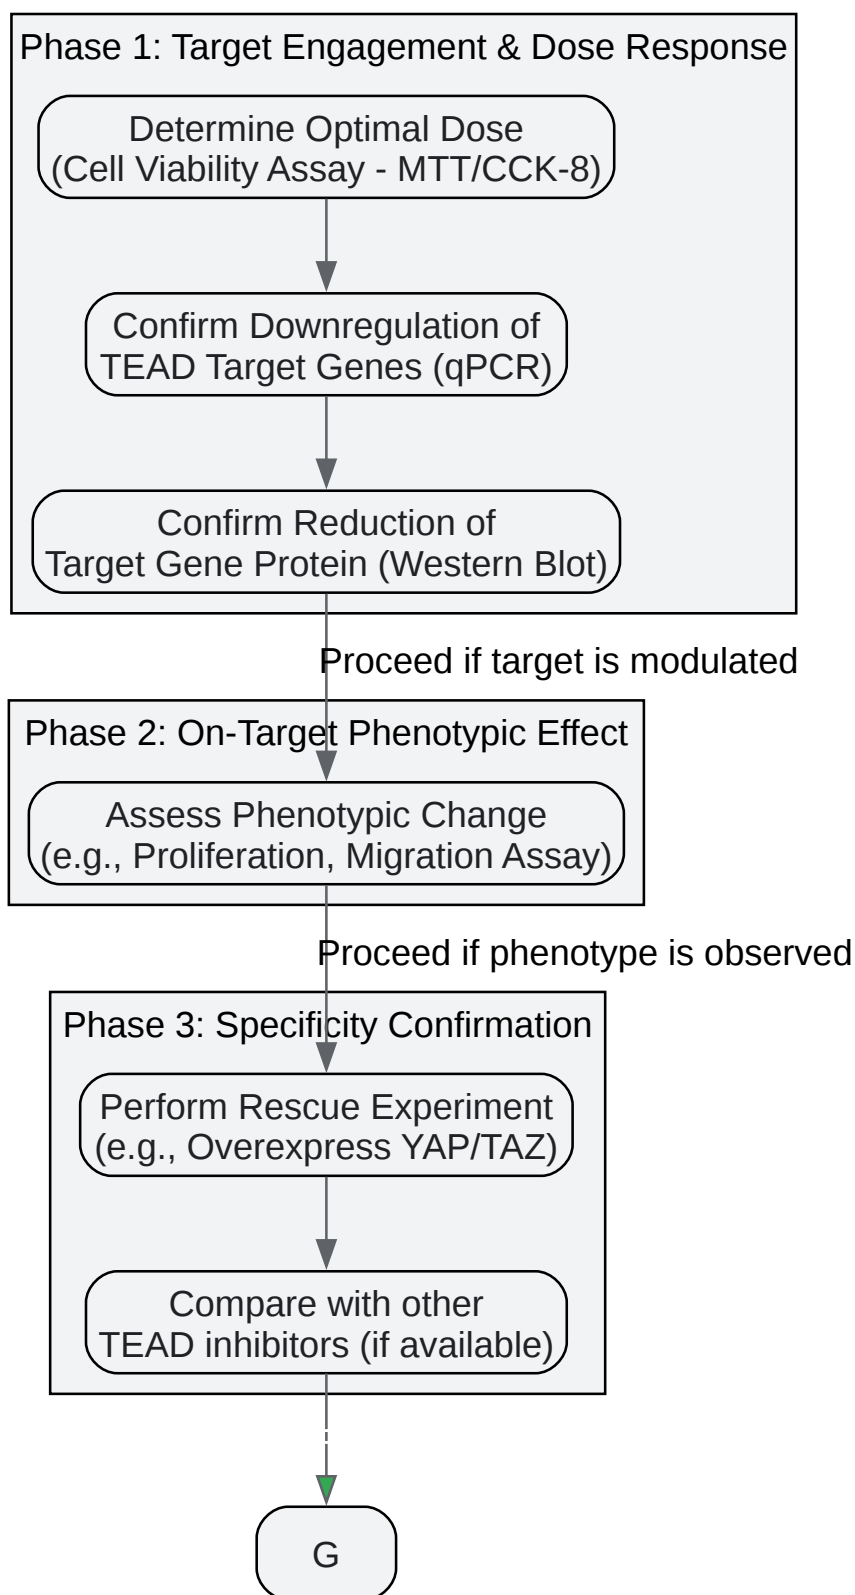 Phase 1: Target Engagement & Dose Response
Determine Optimal Dose
(Cell Viability Assay - MTT/CCK-8)
Confirm Downregulation of
TEAD Target Genes (qPCR)
Confirm Reduction of
Target Gene Protein (Western Blot)
Proceed if target is modulated
Phase 2: On-Target Phenotypic Effect
Assess Phenotypic Change
(e.g., Proliferation, Migration Assay)
Proceed if phenotype is observed
Phase 3: Specificity Confirmation
Perform Rescue Experiment
(e.g., Overexpress YAP/TAZ)
Compare with other
TEAD inhibitors (if available)
G